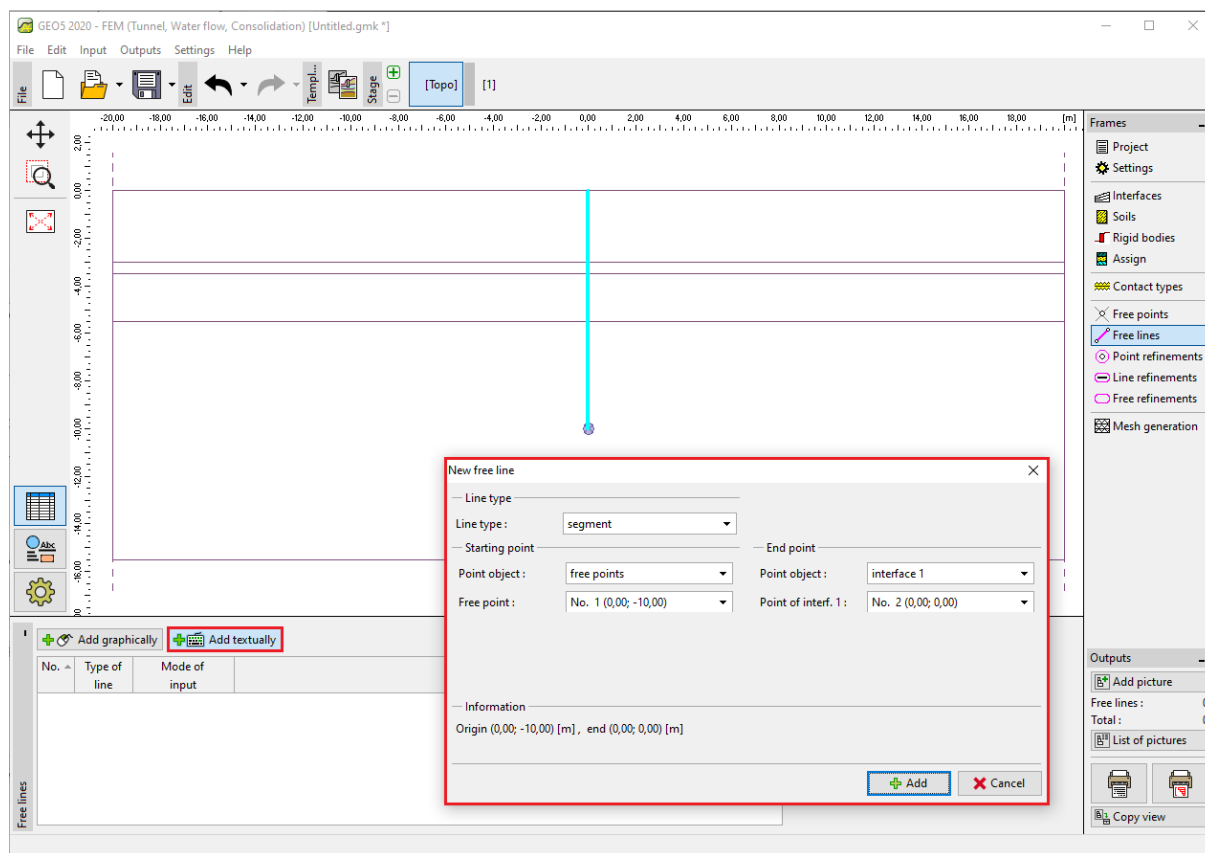 GEO5 2020 - FEM (Tunnel, Water flow, Consolidation) [Untitled.gmk *]
File Edit Input Outputs Settings Help
File
Edit
Templ...
Stage
[Topo] [1]
-20,00 -18,00 -16,00 -14,00 -12,00 -10,00 -8,00 -6,00 -4,00 -2,00 0,00 2,00 4,00 6,00 8,00 10,00 12,00 14,00 16,00 18,00 [m]
2,00
0,00
-2,00
-4,00
-6,00
-8,00
-10,00
-12,00
-14,00
-16,00
Abc
Frames
Project
Settings
Interfaces
Soils
Rigid bodies
Assign
Contact types
Free points
Free lines
Point refinements
Line refinements
Free refinements
Mesh generation
New free line
Line type
Line type : segment
Starting point End point
Point object : free points Point object : interface 1
Free point : No. 1 (0,00; -10,00) Point of interf. 1 : No. 2 (0,00; 0,00)
Information
Origin (0,00; -10,00) [m] , end (0,00; 0,00) [m]
Add Cancel
Add graphically Add textually
No. Type of line Mode of input
Free lines
Outputs
Add picture
Free lines :
Total :
List of pictures
Copy view